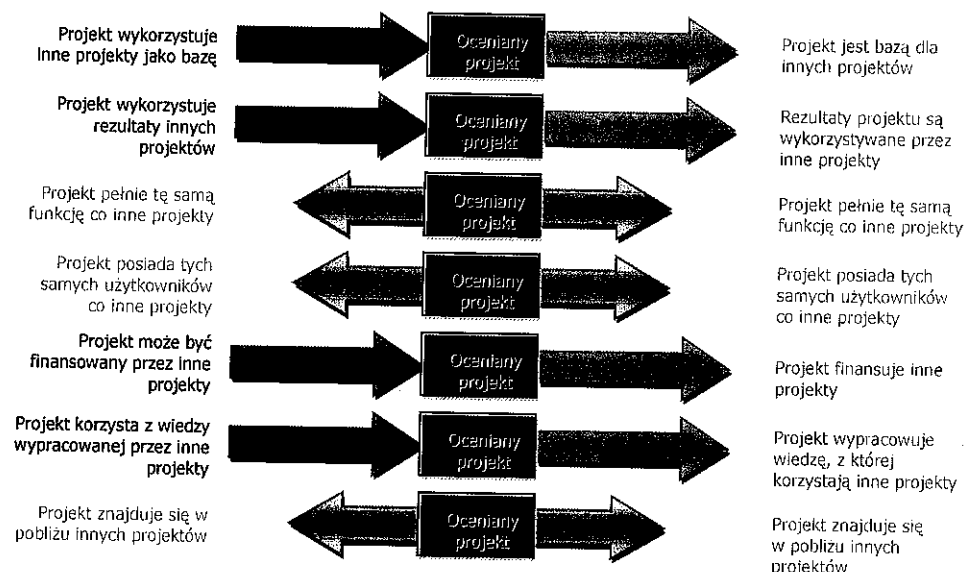 Projekt wykorzystuje
inne projekty jako bazę
Oceniany
projekt
Projekt jest bazą dla
innych projektów
Projekt wykorzystuje
rezultaty innych
projektów
Oceniany
projekt
Rezultaty projektu są
wykorzystywane przez
inne projekty
Projekt pełnie tę samą
funkcję co inne projekty
Oceniany
projekt
Projekt pełnie tę samą
funkcję co inne projekty
Projekt posiada tych
samych użytkowników
co inne projekty
Oceniany
projekt
Projekt posiada tych
samych użytkowników
co inne projekty
Projekt może być
finansowany przez inne
projekty
Oceniany
projekt
Projekt finansuje inne
projekty
Projekt korzysta z wiedzy
wypracowanej przez inne
projekty
Oceniany
projekt
Projekt wypracowuje
wiedzę, z której
korzystają inne projekty
Projekt znajduje się w
pobliżu innych projektów
Oceniany
projekt
Projekt znajduje się
w pobliżu innych
projektów